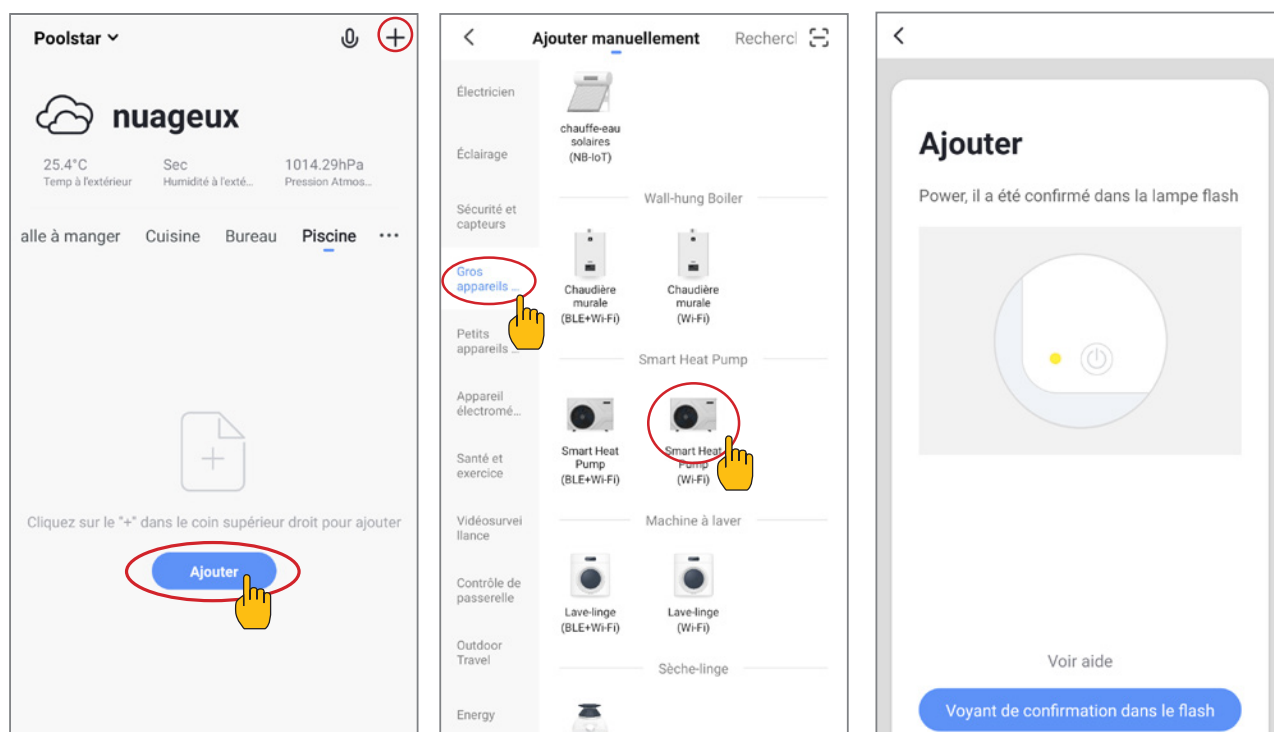 Poolstar
nuageux
25.4°C Sec 1014.29hPa
Temp à l'extérieur Humidité à l'exté... Pression Atmos...
alle à manger Cuisine Bureau Piscine ...
Cliquez sur le "+" dans le coin supérieur droit pour ajouter
Ajouter
Ajouter manuellement Recherc
Électricien
Éclairage
Sécurité et
capteurs
Gros
appareils ...
Petits
appareils ...
Appareil
électromé...
Santé et
exercice
Vidéosurvei
llance
Contrôle de
passerelle
Outdoor
Travel
Energy
chauffe-eau
solaires
(NB-IoT)
Wall-hung Boiler
Chaudière
murale
(BLE+Wi-Fi)
Chaudière
murale
(Wi-Fi)
Smart Heat Pump
Smart Heat
Pump
(BLE+Wi-Fi)
Smart Heat
Pump
(Wi-Fi)
Machine à laver
Lave-linge
(BLE+Wi-Fi)
Lave-linge
(Wi-Fi)
Sèche-linge
Ajouter
Power, il a été confirmé dans la lampe flash
Voir aide
Voyant de confirmation dans le flash